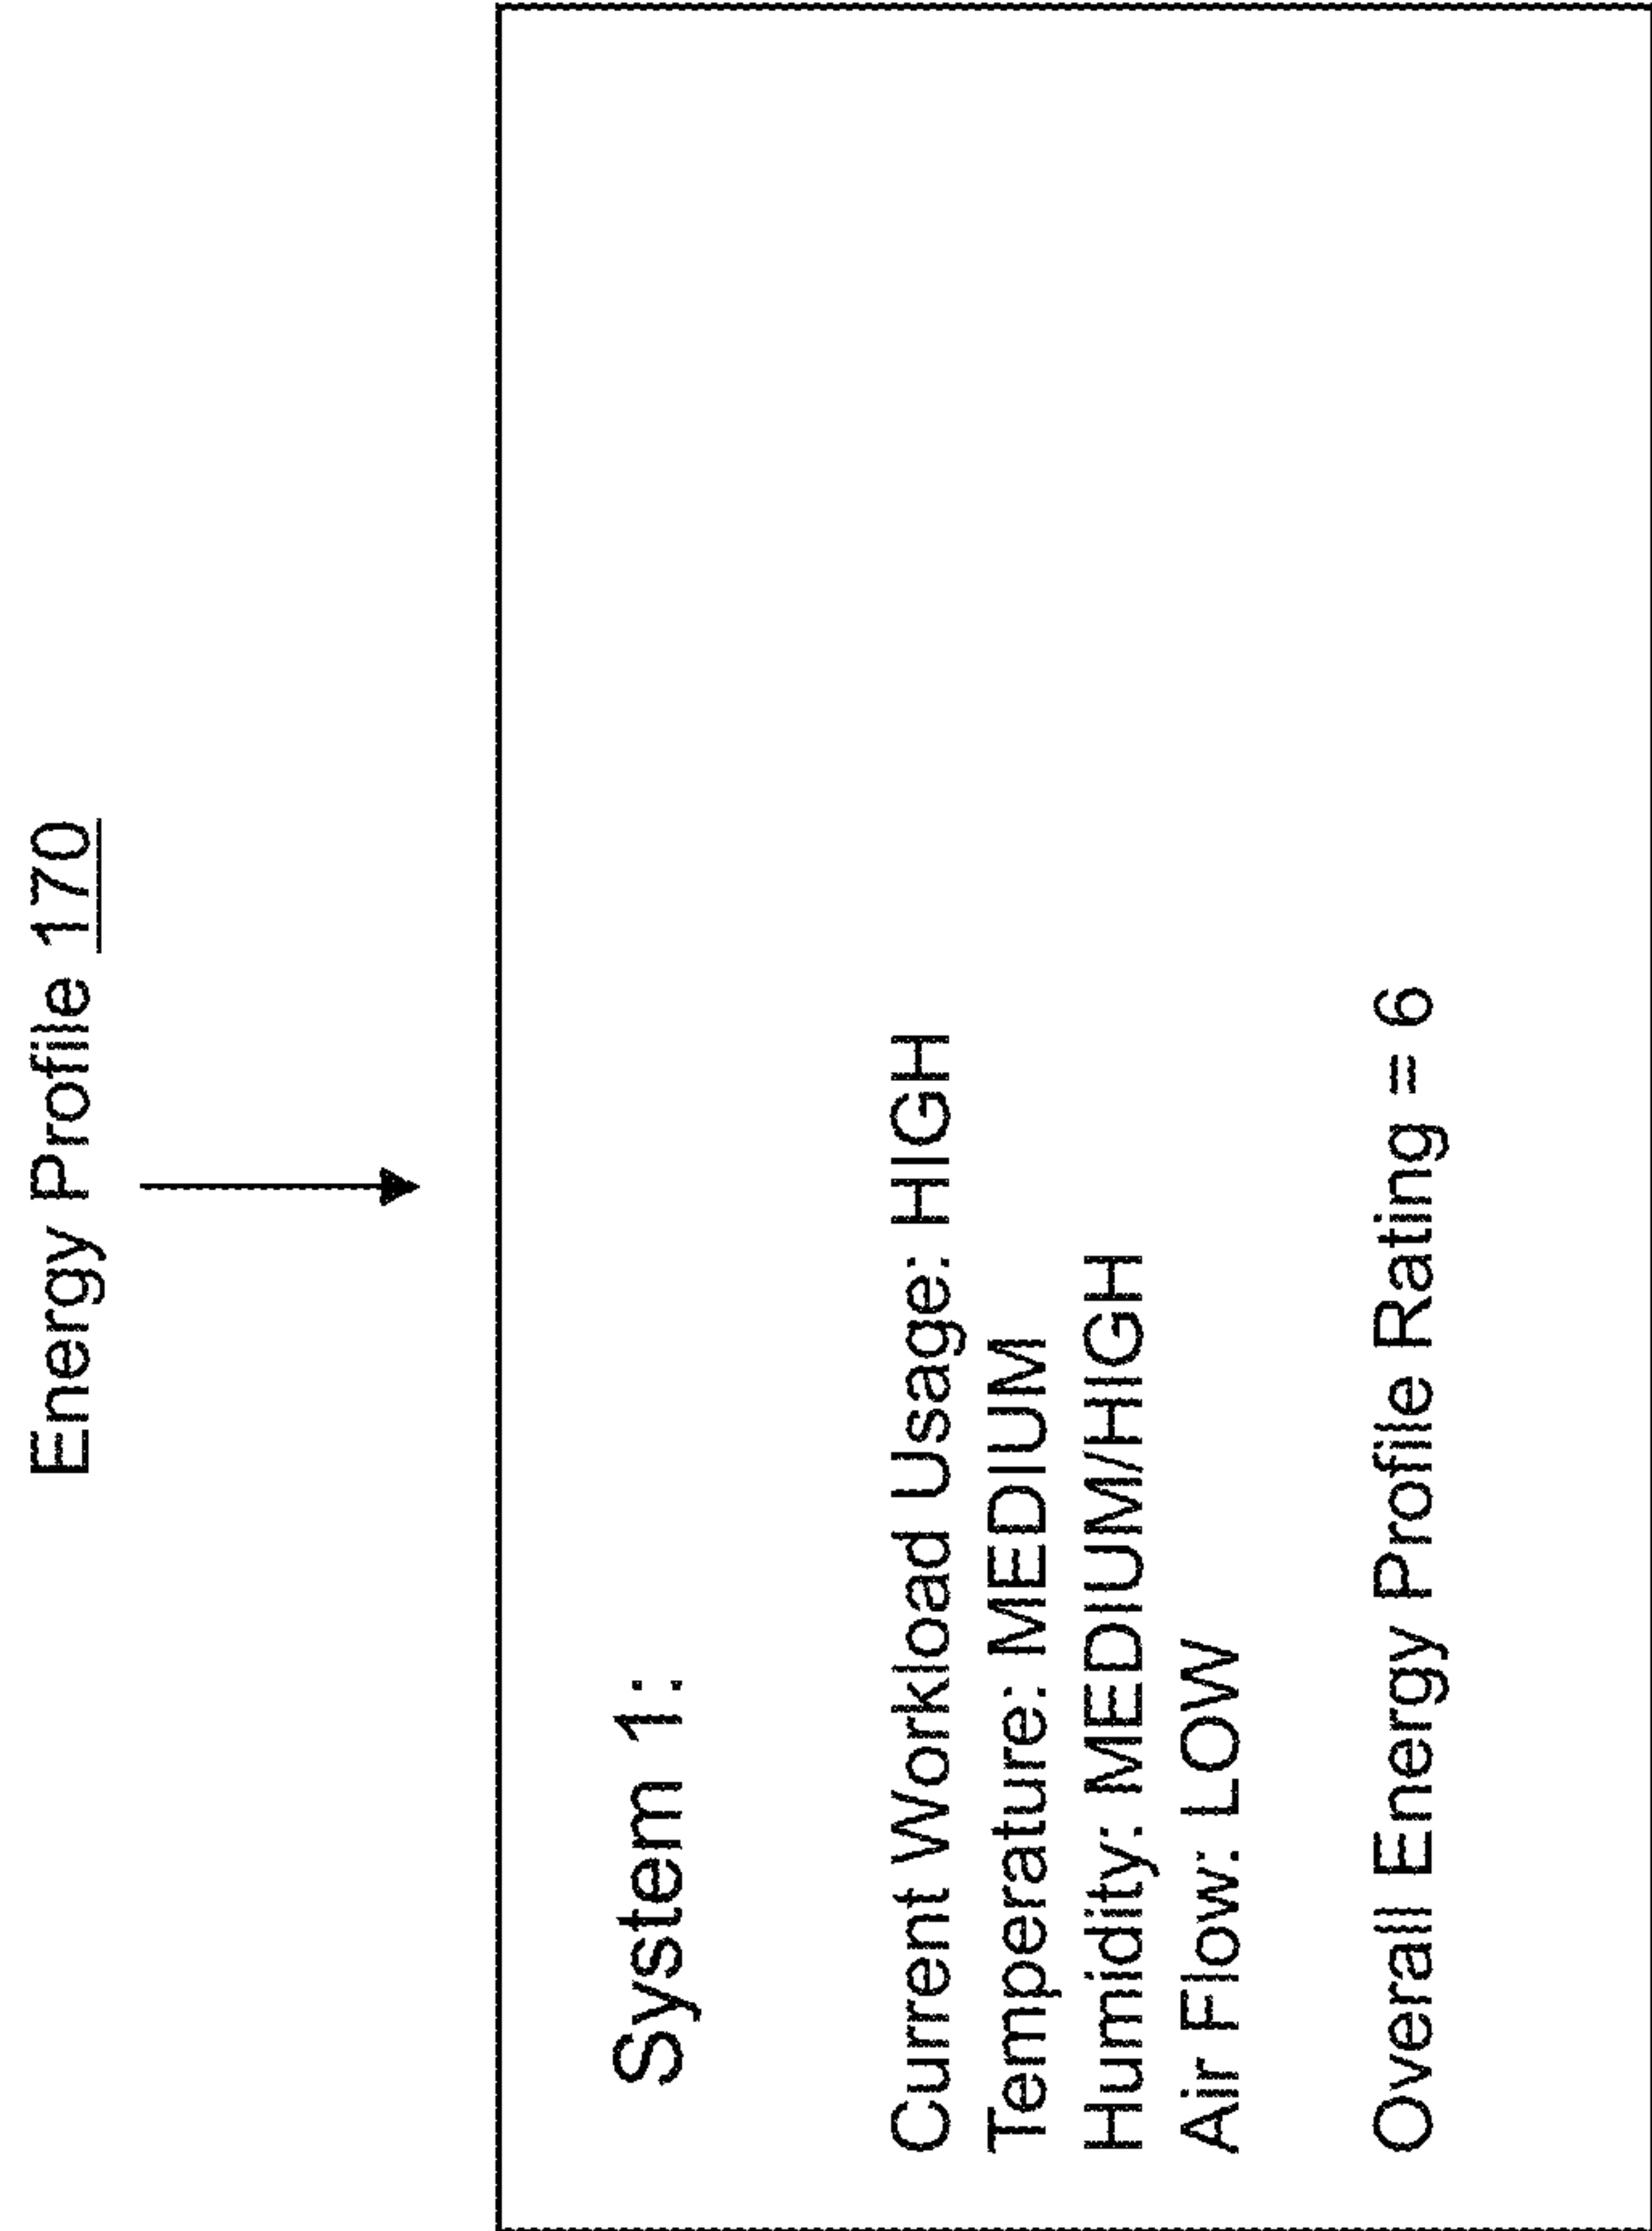 Energy Profile 170
System 1:
Current Workload Usage: HIGH
Temperature: MEDIUM
Humidity: MEDIUM/HIGH
Air Flow: LOW
Overall Energy Profile Rating = 6